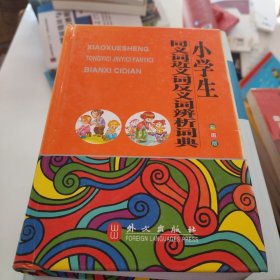 小学生
同义词近义词反义词辨析词典
XIAOXUESHENG
TONGYICI JINYICI FANYICI
BIANXI CIDIAN
外文出版社
FOREIGN LANGUAGES PRESS